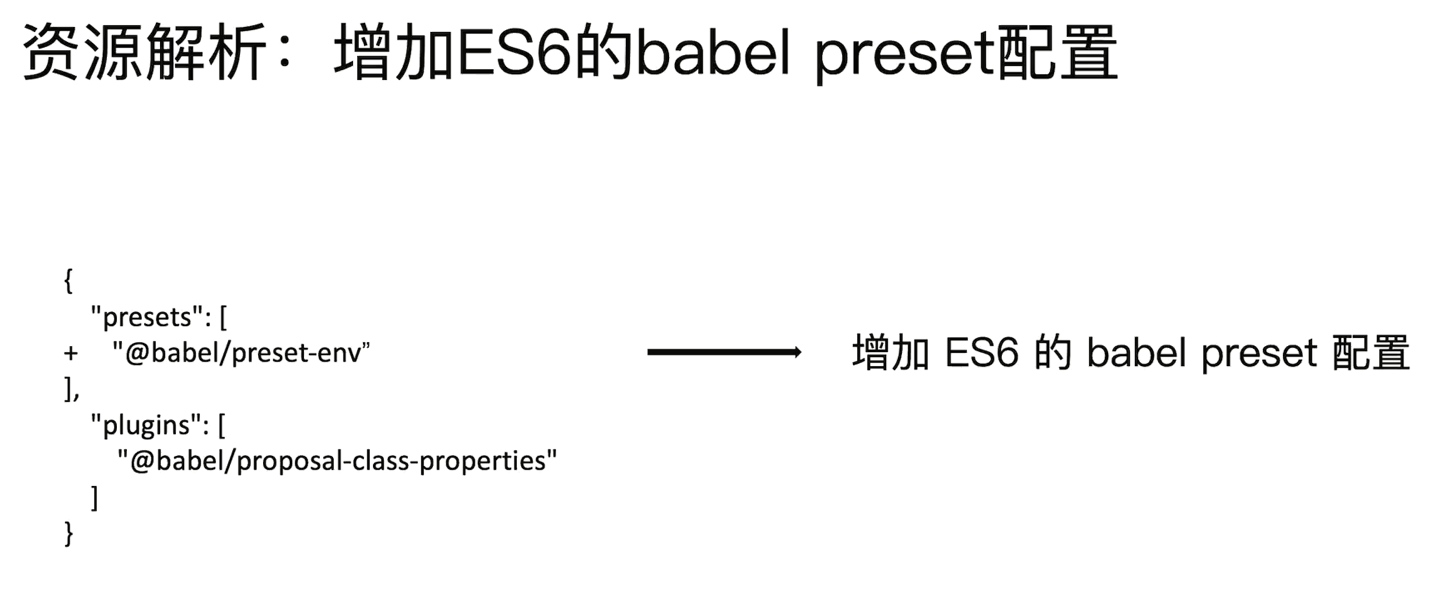 资源解析：增加ES6的babel preset配置
{
"presets": [
+ "@babel/preset-env”
],
"plugins": [
"@babel/proposal-class-properties"
]
}
增加 ES6 的 babel preset 配置